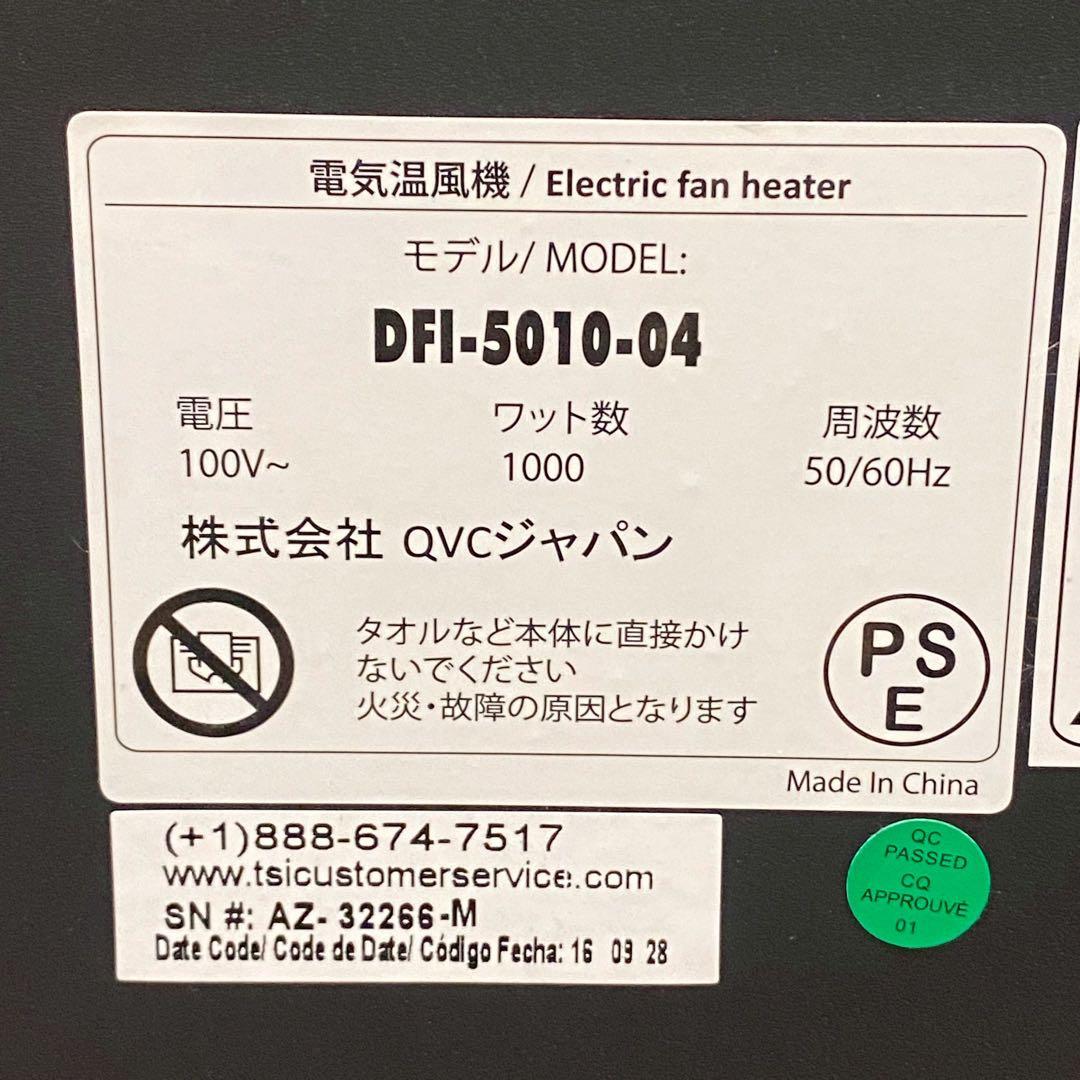 電気温風機 / Electric fan heater
モデル/ MODEL:
DFI-5010-04
電圧 ワット数 周波数
100V~ 1000 50/60Hz
株式会社 QVCジャパン
タオルなど本体に直接かけ
ないでください
火災・故障の原因となります
PS
E
Made In China
(+1)888-674-7517
www.tsicustomerservice.com
SN #: AZ- 32266-M
Date Code/ Code de Date/ Código Fecha: 16 09 28
QC
PASSED
CQ
APPROUVÉ
01